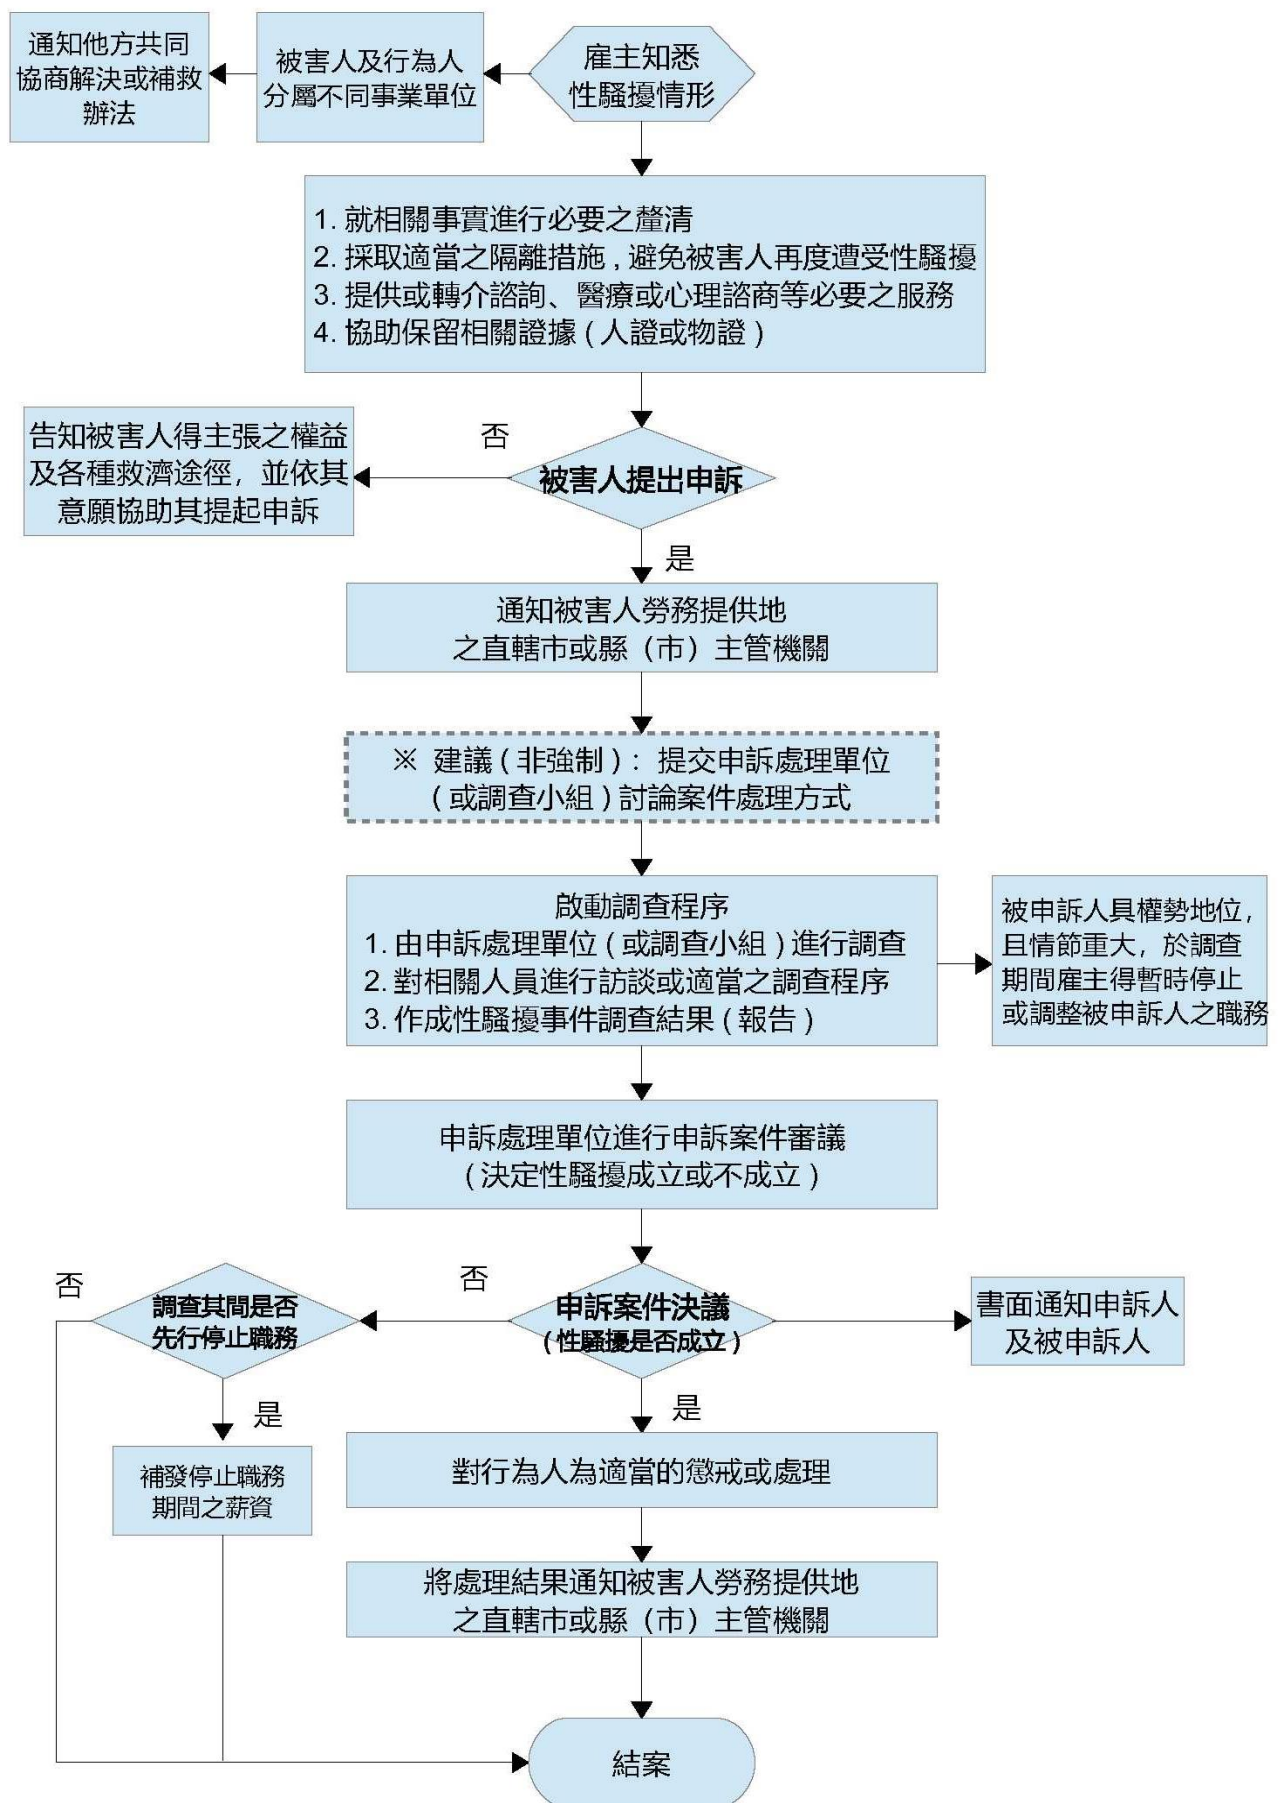 雇主知悉
性騷擾情形
被害人及行為人
分屬不同事業單位
通知他方共同
協商解決或補救
辦法
1. 就相關事實進行必要之釐清
2. 採取適當之隔離措施 , 避免被害人再度遭受性騷擾
3. 提供或轉介諮詢、醫療或心理諮商等必要之服務
4. 協助保留相關證據 ( 人證或物證 )
被害人提出申訴
否
告知被害人得主張之權益
及各種救濟途徑，並依其
意願協助其提起申訴
是
通知被害人勞務提供地
之直轄市或縣（市）主管機關
※ 建議 ( 非強制 ) ：提交申訴處理單位
( 或調查小組 ) 討論案件處理方式
啟動調查程序
1. 由申訴處理單位 ( 或調查小組 ) 進行調查
2. 對相關人員進行訪談或適當之調查程序
3. 作成性騷擾事件調查結果 ( 報告 )
被申訴人具權勢地位，
且情節重大，於調查
期間雇主得暫時停止
或調整被申訴人之職務
申訴處理單位進行申訴案件審議
( 決定性騷擾成立或不成立 )
申訴案件決議
( 性騷擾是否成立 )
書面通知申訴人
及被申訴人
否
調查其間是否
先行停止職務
否
是
補發停止職務
期間之薪資
是
對行為人為適當的懲戒或處理
將處理結果通知被害人勞務提供地
之直轄市或縣（市）主管機關
結案